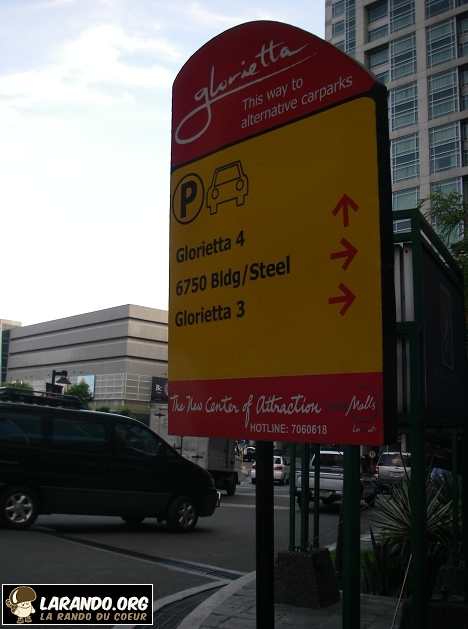 glorietta
This way to
alternative carparks
P
Glorietta 4
6750 Bldg/Steel
Glorietta 3
The New Center of Attraction
Malls
HOTLINE: 7060618
LARANDO.ORG
LA RANDO DU COEUR